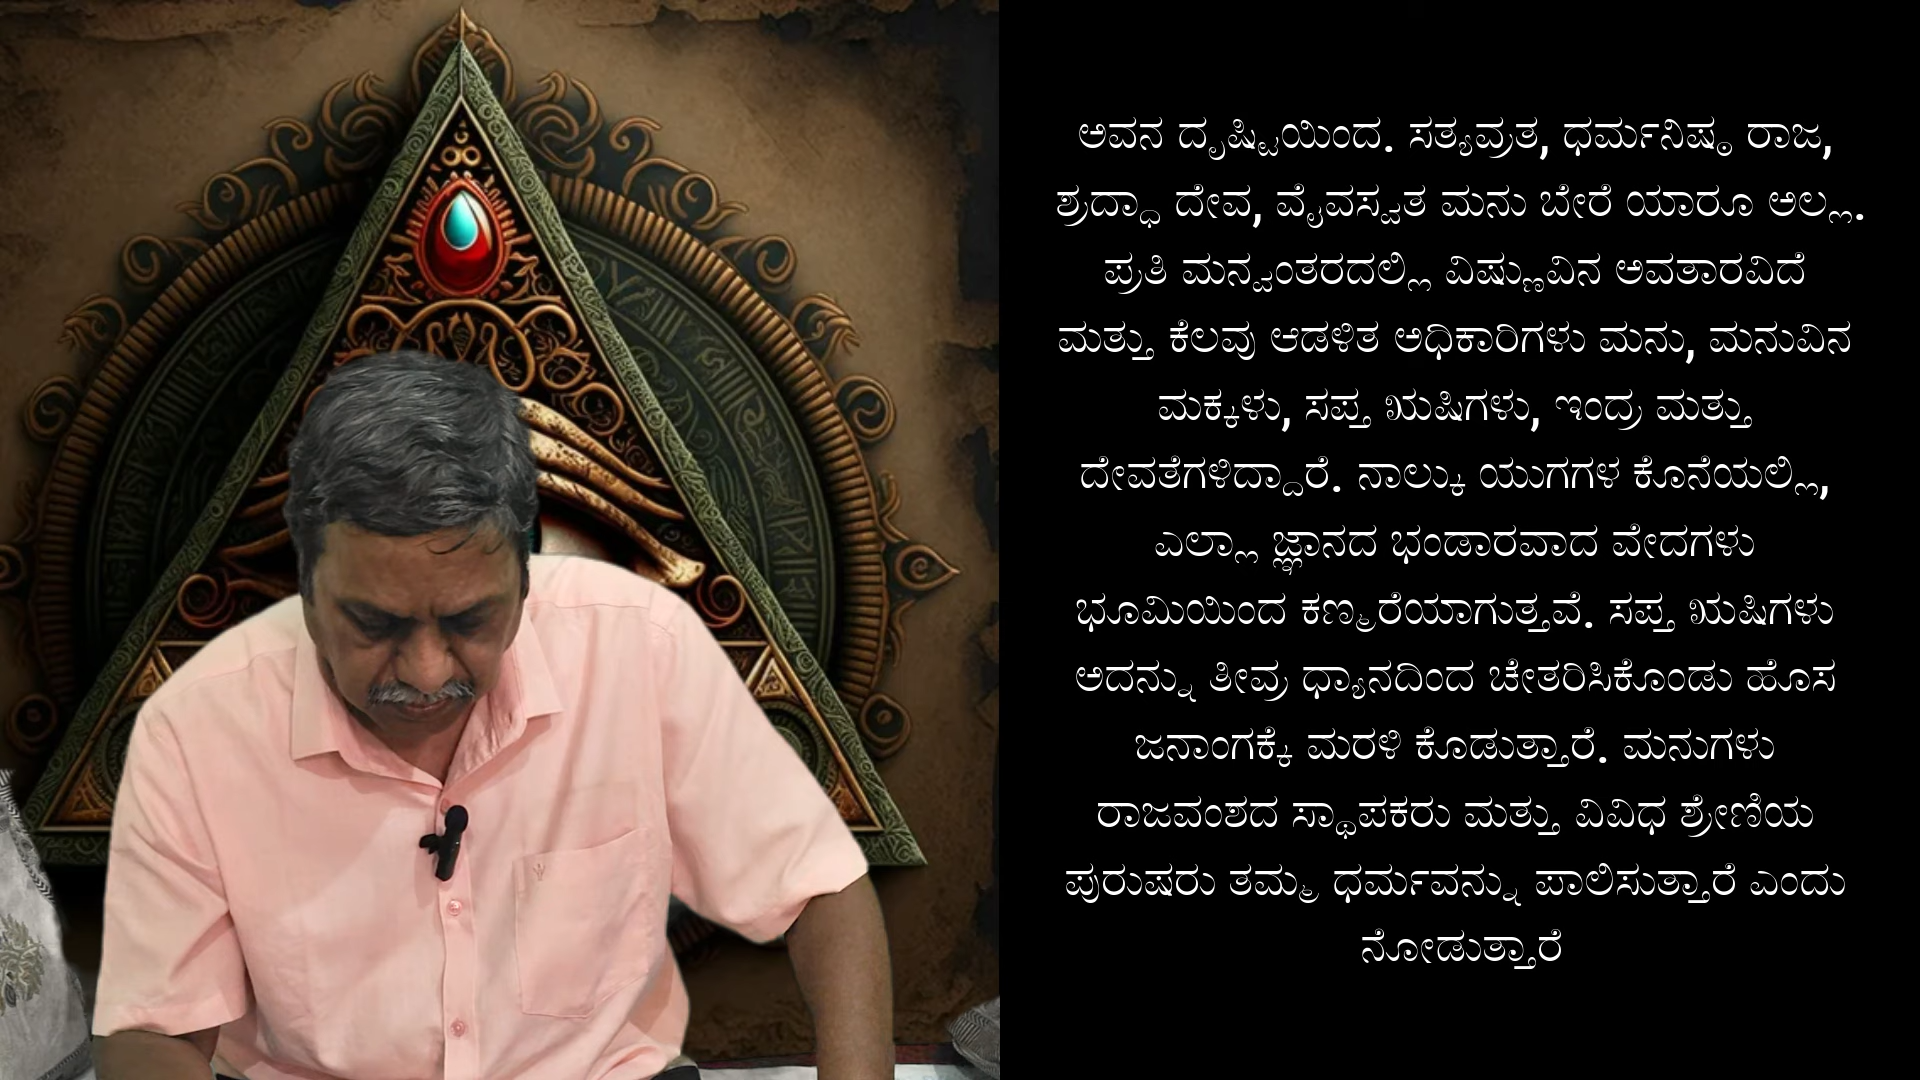 ಅವನ ದೃಷ್ಟಿಯಿಂದ. ಸತ್ಯವ್ರತ, ಧರ್ಮನಿಷ್ಠ ರಾಜ,
ಶ್ರದ್ಧಾ ದೇವ, ವೈವಸ್ವತ ಮನು ಬೇರೆ ಯಾರೂ ಅಲ್ಲ.
ಪ್ರತಿ ಮನ್ವಂತರದಲ್ಲಿ ವಿಷ್ಣುವಿನ ಅವತಾರವಿದೆ
ಮತ್ತು ಕೆಲವು ಆಡಳಿತ ಅಧಿಕಾರಿಗಳು ಮನು, ಮನುವಿನ
ಮಕ್ಕಳು, ಸಪ್ತ ಋಷಿಗಳು, ಇಂದ್ರ ಮತ್ತು
ದೇವತೆಗಳಿದ್ದಾರೆ. ನಾಲ್ಕು ಯುಗಗಳ ಕೊನೆಯಲ್ಲಿ,
ಎಲ್ಲಾ ಜ್ಞಾನದ ಭಂಡಾರವಾದ ವೇದಗಳು
ಭೂಮಿಯಿಂದ ಕಣ್ಮರೆಯಾಗುತ್ತವೆ. ಸಪ್ತ ಋಷಿಗಳು
ಅದನ್ನು ತೀವ್ರ ಧ್ಯಾನದಿಂದ ಚೇತರಿಸಿಕೊಂಡು ಹೊಸ
ಜನಾಂಗಕ್ಕೆ ಮರಳಿ ಕೊಡುತ್ತಾರೆ. ಮನುಗಳು
ರಾಜವಂಶದ ಸ್ಥಾಪಕರು ಮತ್ತು ವಿವಿಧ ಶ್ರೇಣಿಯ
ಪುರುಷರು ತಮ್ಮ ಧರ್ಮವನ್ನು ಪಾಲಿಸುತ್ತಾರೆ ಎಂದು
ನೋಡುತ್ತಾರೆ